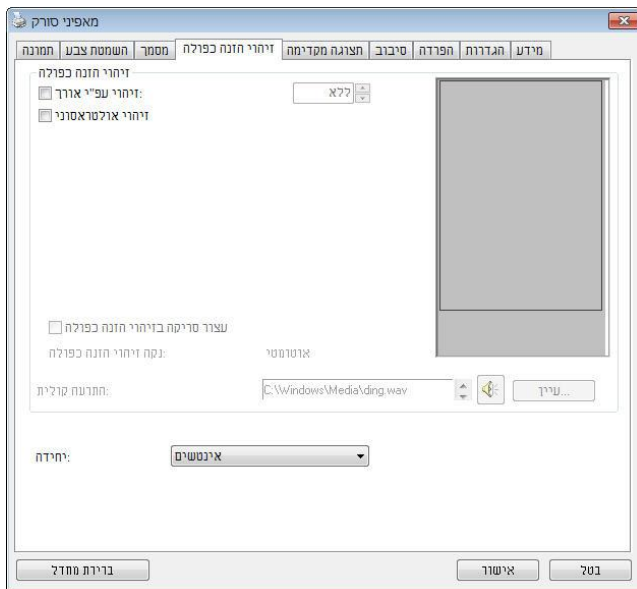 מאפיני סורק
תמונה השמטת צבע מסמך זיהוי הזנה כפולה תצוגה מקדימה סיבוב הפרדה הגדרות מידע
זיהוי הזנה כפולה
זיהוי עפ"י אורך:
ללא
זיהוי אולטראסוני
עצור סריקה בזיהוי הזנה כפולה
נקה זיהוי הזנה כפולה:
אוטומטי
התרעה קולית:
C:\Windows\Media\ding.wav
עיין...
יחידה:
אינטשים
ברירת מחדל
אישור
בטל